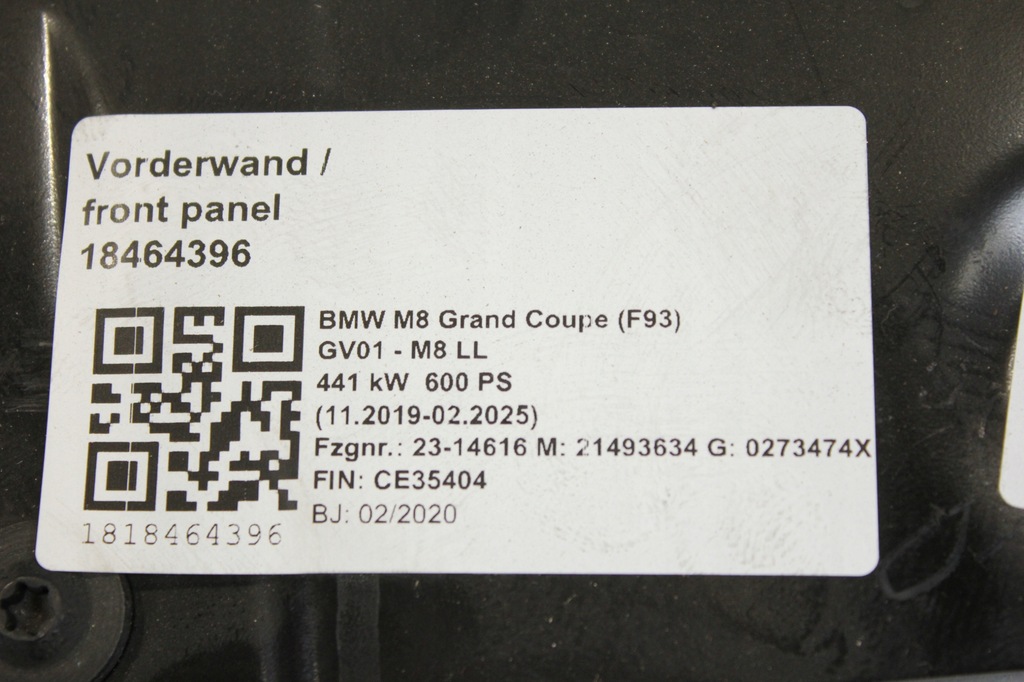 Vorderwand /
front panel
18464396
BMW M8 Grand Coupe (F93)
GV01 - M8 LL
441 kW 600 PS
(11.2019-02.2025)
Fzgnr.: 23-14616 M: 21493634 G: 0273474X
FIN: CE35404
BJ: 02/2020
1818464396